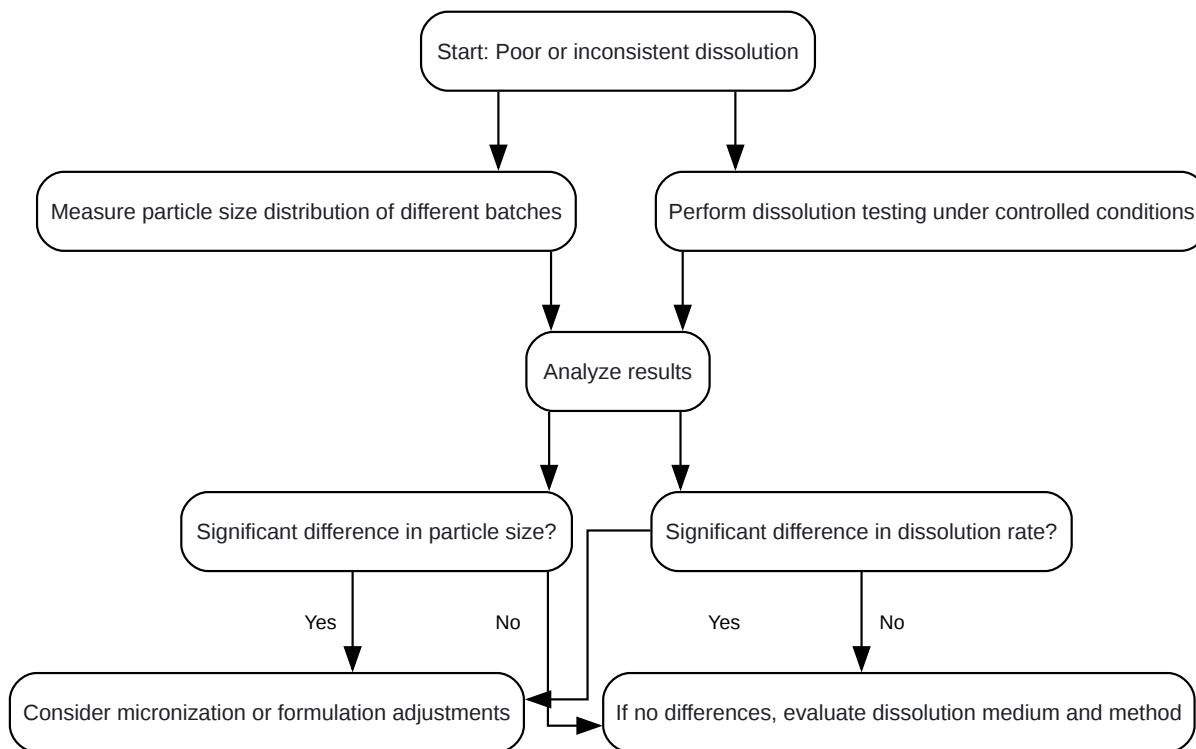 Start: Poor or inconsistent dissolution
Measure particle size distribution of different batches
Perform dissolution testing under controlled conditions
Analyze results
Significant difference in particle size?
Significant difference in dissolution rate?
Yes
No
Yes
No
Consider micronization or formulation adjustments
If no differences, evaluate dissolution medium and method